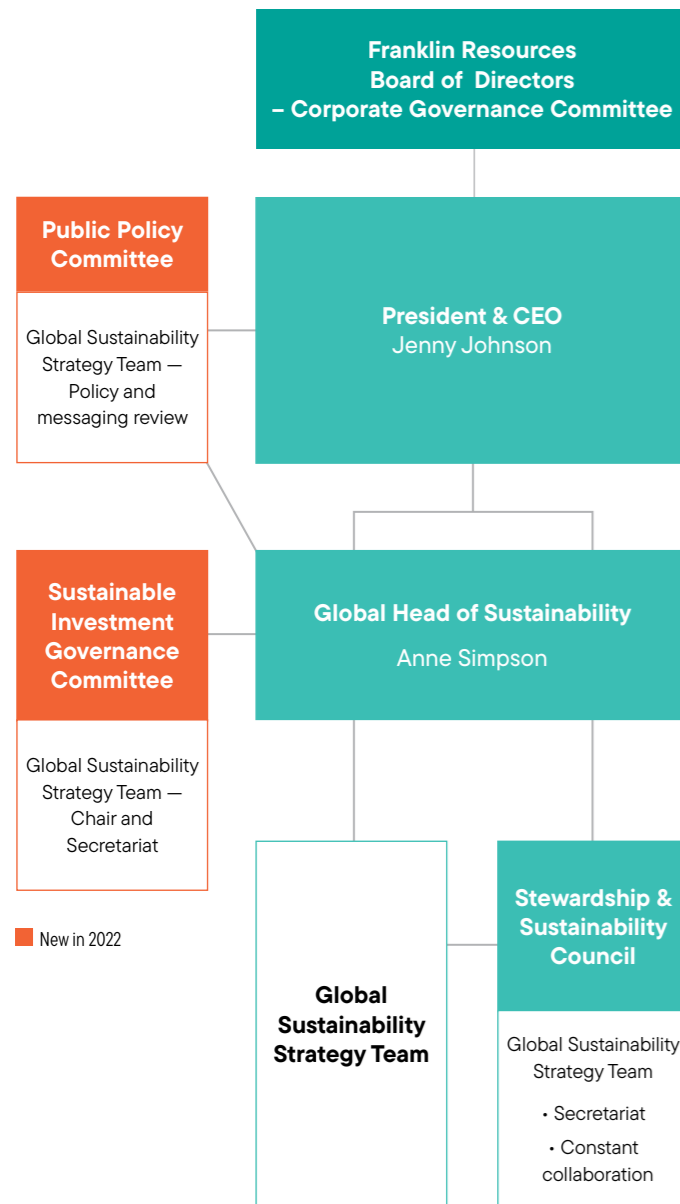 Franklin Resources
Board of Directors
– Corporate Governance Committee
Public Policy
Committee
Global Sustainability
Strategy Team —
Policy and
messaging review
President & CEO
Jenny Johnson
Sustainable
Investment
Governance
Committee
Global Sustainability
Strategy Team —
Chair and
Secretariat
Global Head of Sustainability
Anne Simpson
New in 2022
Global
Sustainability
Strategy Team
Stewardship &
Sustainability
Council
Global Sustainability
Strategy Team
• Secretariat
• Constant
collaboration